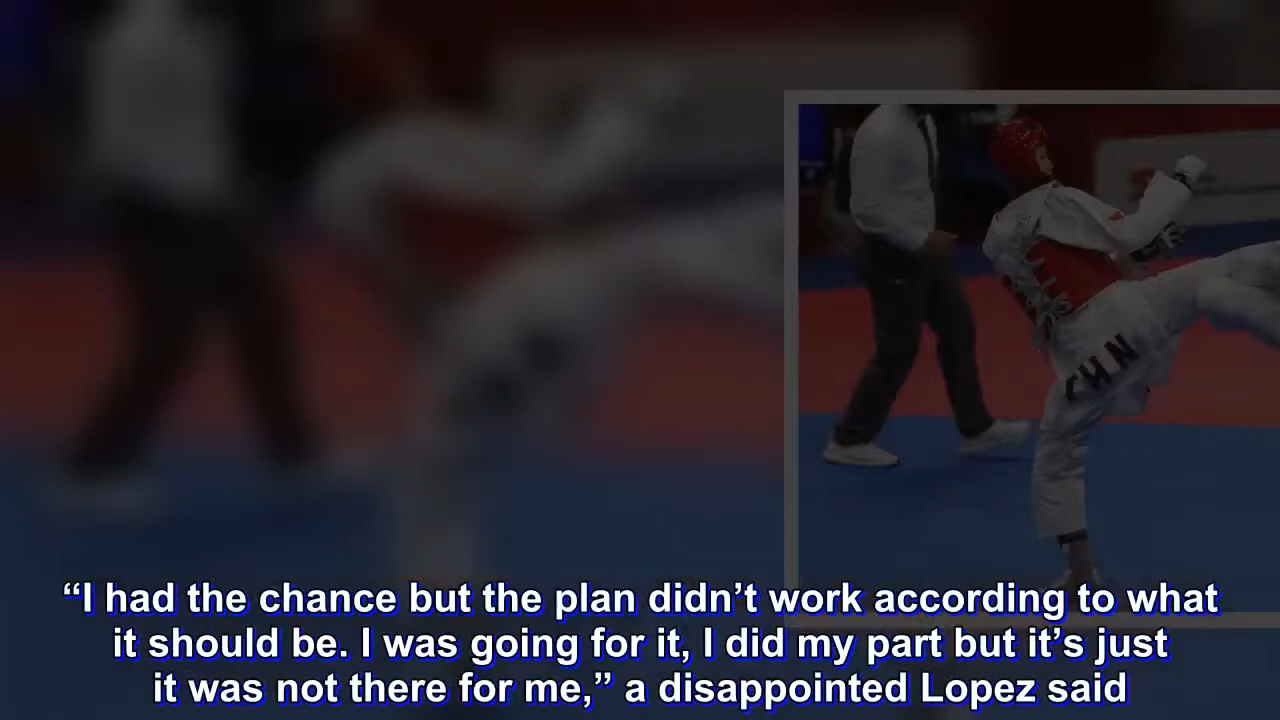 CHN
“I had the chance but the plan didn’t work according to what
it should be. I was going for it, I did my part but it’s just
it was not there for me,” a disappointed Lopez said